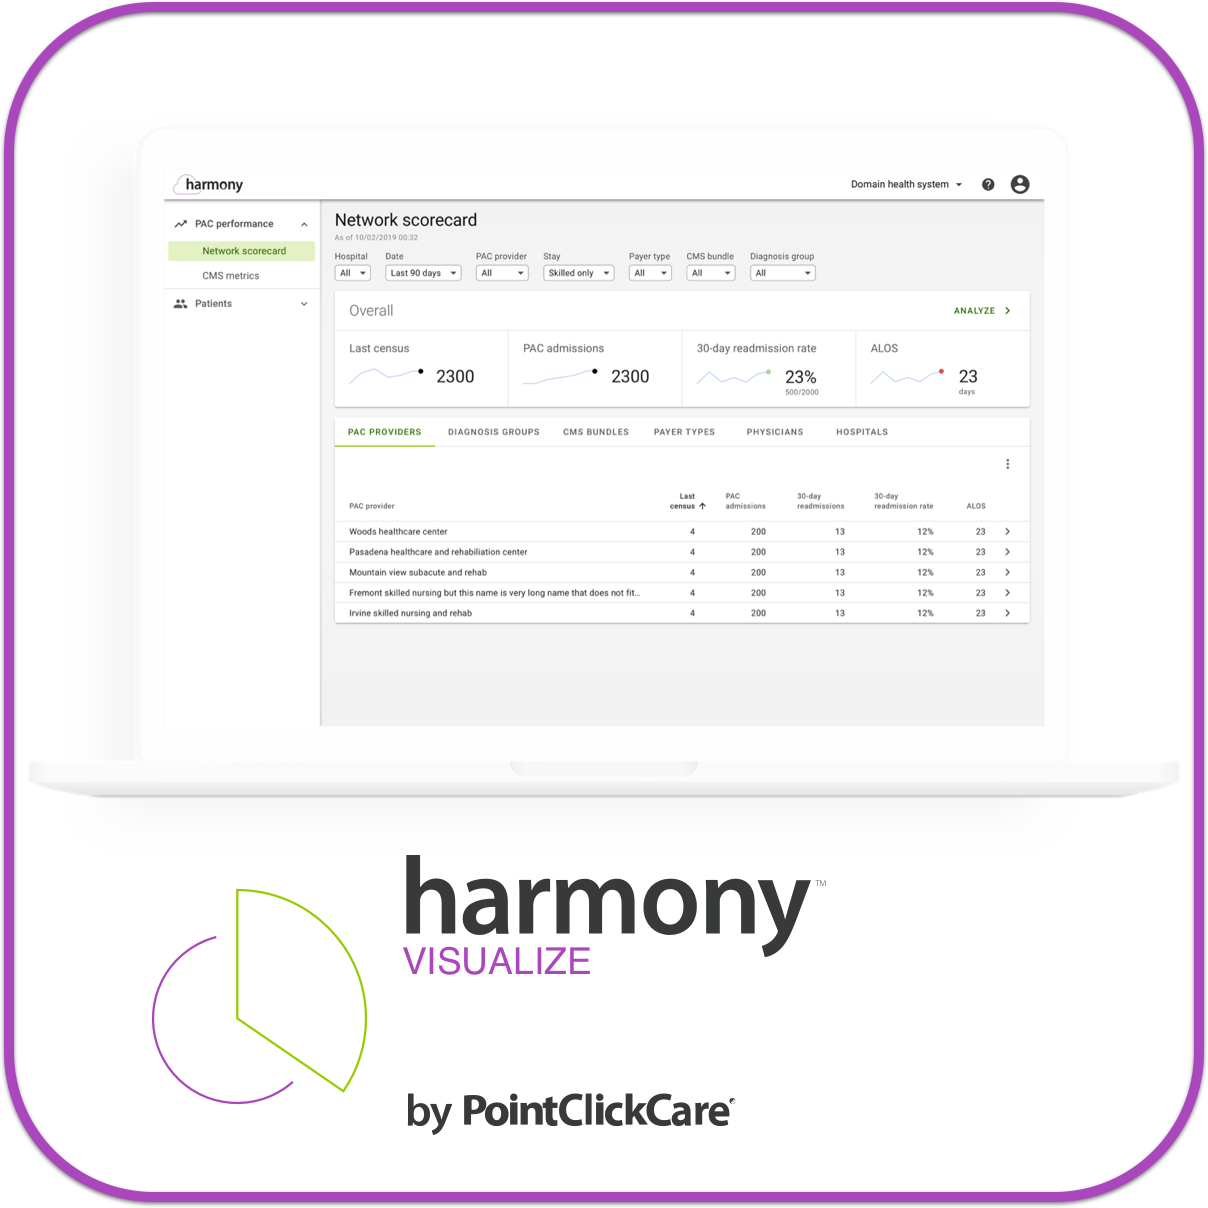 harmony
Domain health system
PAC performance
Network scorecard
CMS metrics
Patients
Network scorecard
As of 10/02/2019 00:32
Hospital Date PAC provider Stay Payer type CMS bundle Diagnosis group
All Last 90 days All Skilled only All All All
Overall
ANALYZE
Last census PAC admissions 30-day readmission rate ALOS
2300 2300 23% 23
500/2000 days
PAC PROVIDERS DIAGNOSIS GROUPS CMS BUNDLES PAYER TYPES PHYSICIANS HOSPITALS
Last PAC 30-day 30-day
PAC provider census admissions readmissions readmission rate ALOS
Woods healthcare center 4 200 13 12% 23
Pasadena healthcare and rehabiliation center 4 200 13 12% 23
Mountain view subacute and rehab 4 200 13 12% 23
Fremont skilled nursing but this name is very long name that does not fit... 4 200 13 12% 23
Irvine skilled nursing and rehab 4 200 13 12% 23
harmony™
VISUALIZE
by PointClickCare